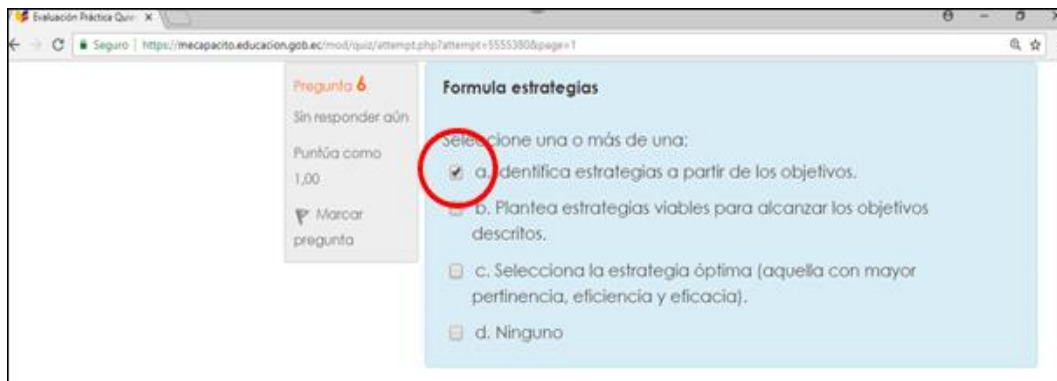 Evaluación Práctica Quin
Seguro | https://mecapacito.educacion.gob.ec/mod/quiz/attempt.php?attempt=5555380&page=1
Pregunta 6
Sin responder aún
Puntúa como
1,00
Marcar
pregunta
Formula estrategias
Seleccione una o más de una:
a. Identifica estrategias a partir de los objetivos.
b. Plantea estrategias viables para alcanzar los objetivos
descritos.
c. Selecciona la estrategia óptima (aquella con mayor
pertinencia, eficiencia y eficacia).
d. Ninguno